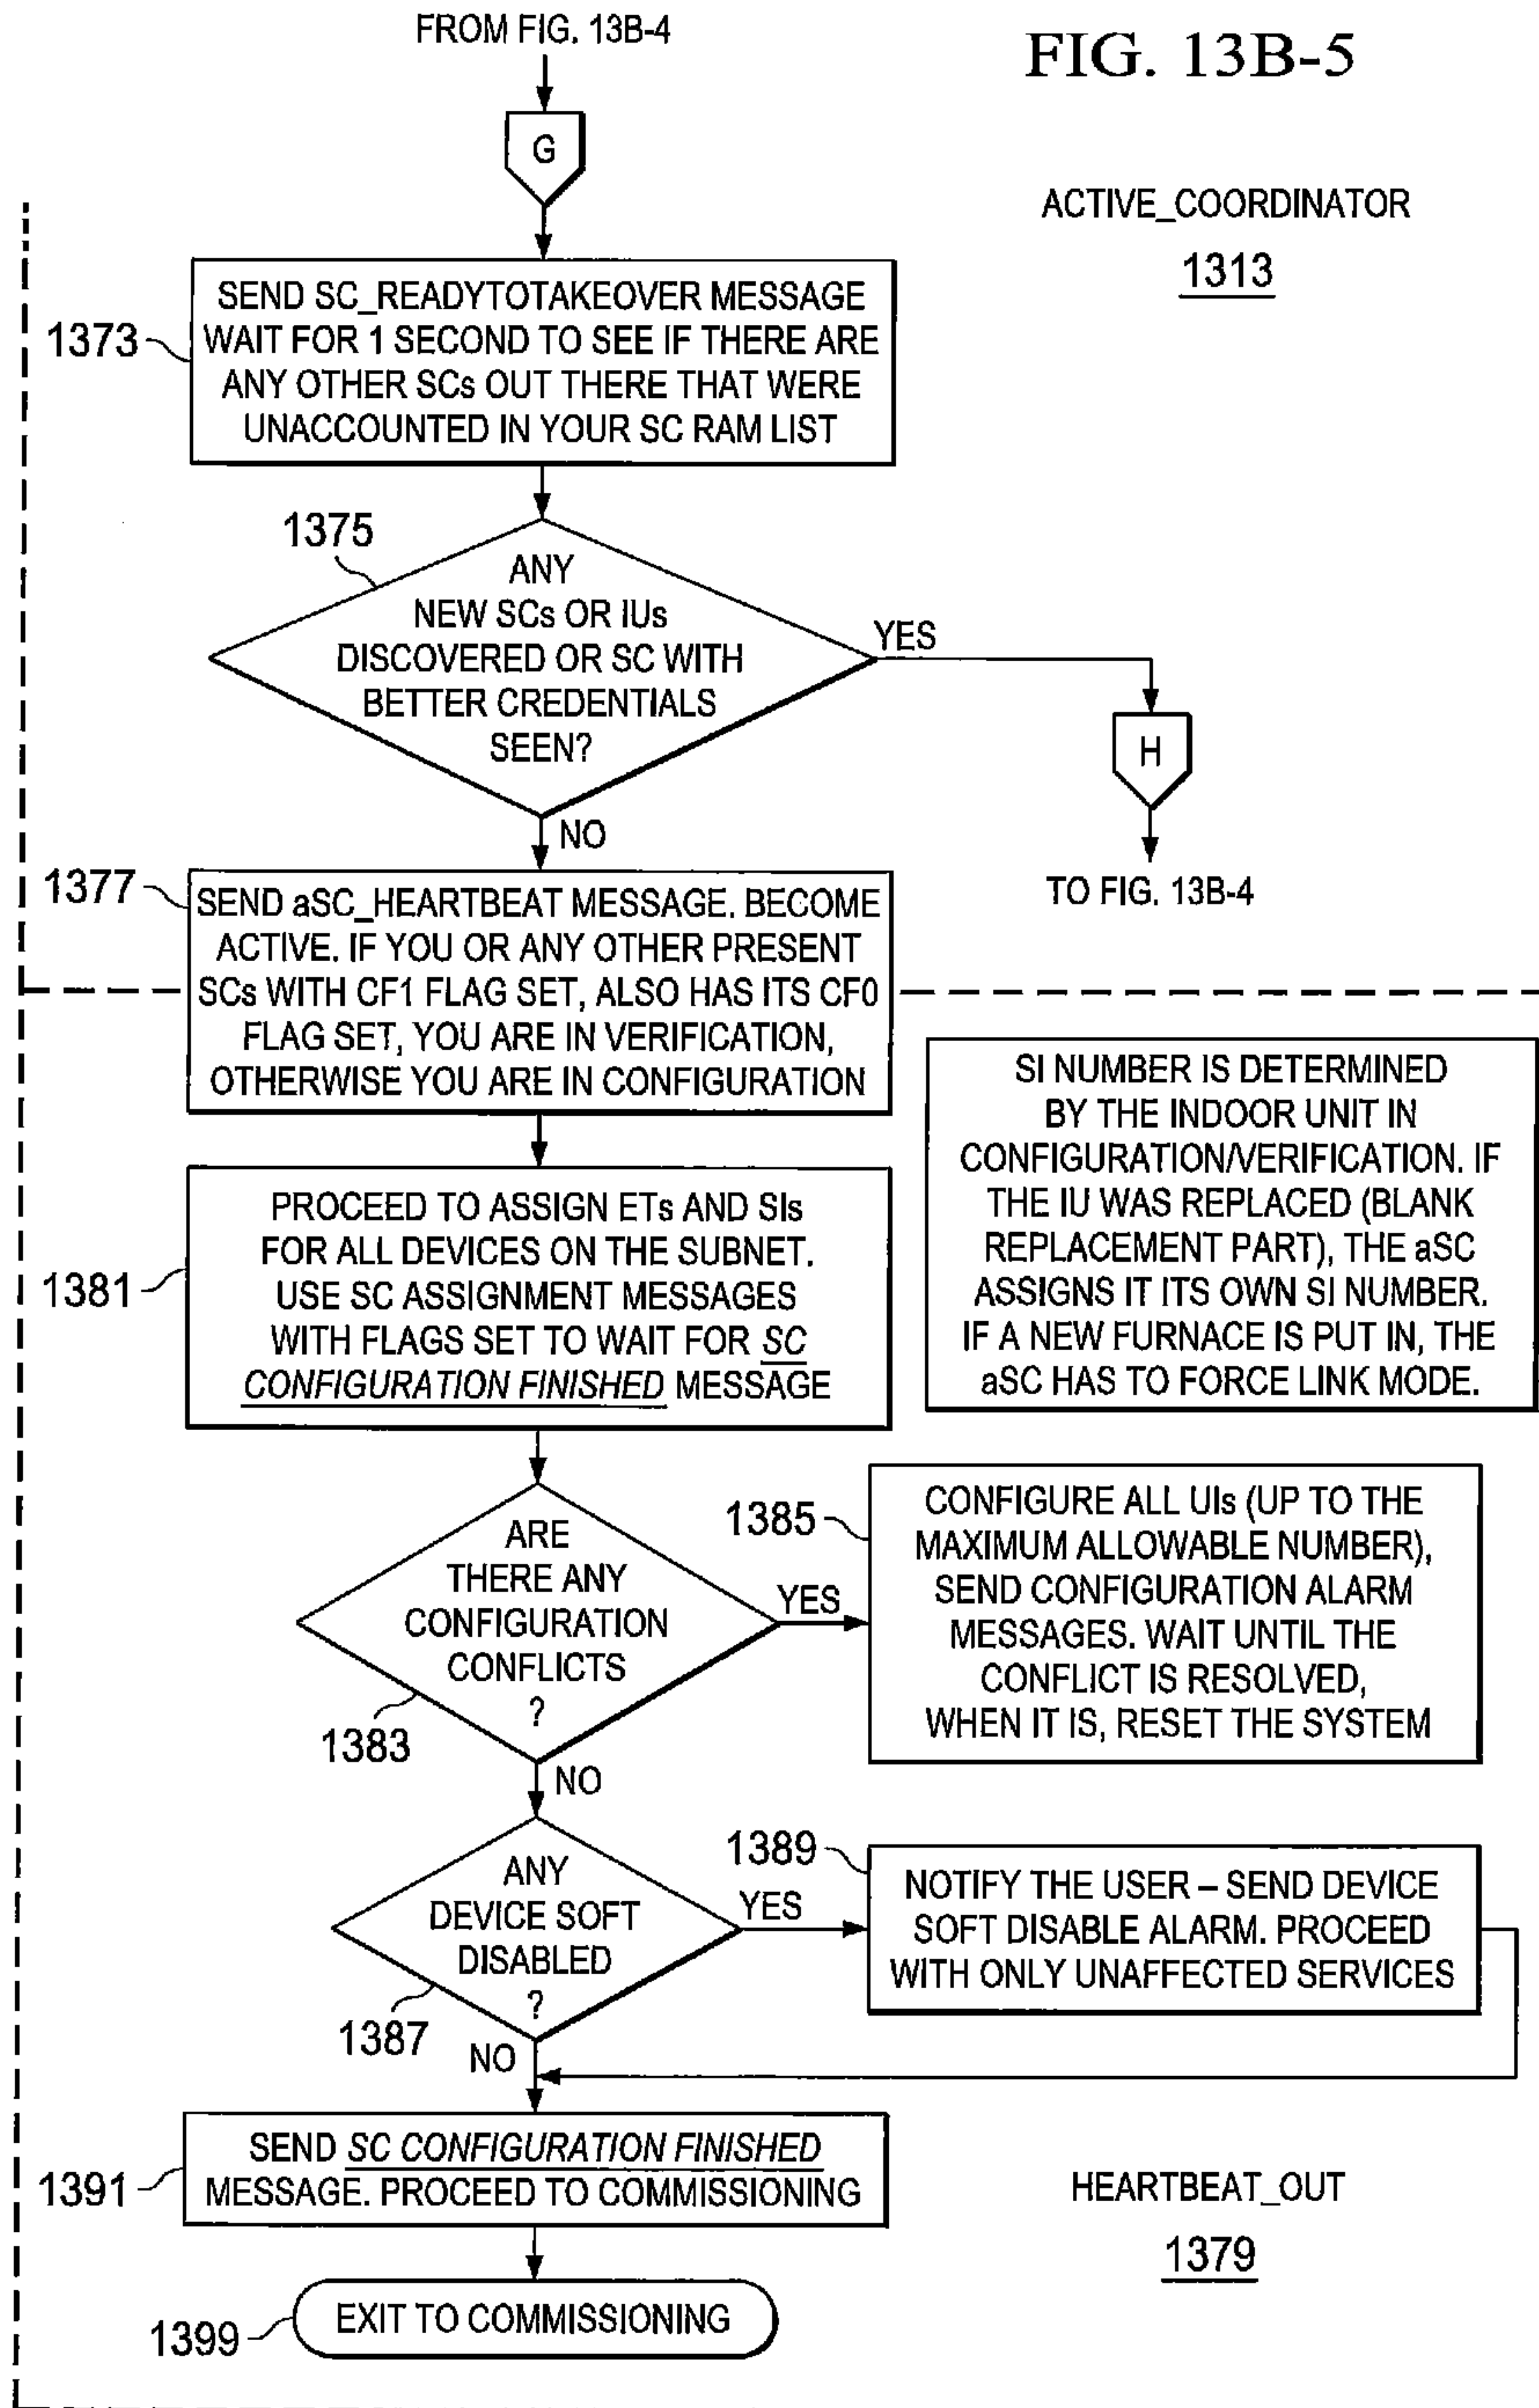 FROM FIG. 13B-4
FIG. 13B-5
G
ACTIVE_COORDINATOR
1313
1373
SEND SC_READYTOTAKEOVER MESSAGE
WAIT FOR 1 SECOND TO SEE IF THERE ARE
ANY OTHER SCs OUT THERE THAT WERE
UNACCOUNTED IN YOUR SC RAM LIST
1375
ANY
NEW SCs OR IUs
DISCOVERED OR SC WITH
BETTER CREDENTIALS
SEEN?
YES
H
TO FIG. 13B-4
NO
1377
SEND aSC_HEARTBEAT MESSAGE. BECOME
ACTIVE. IF YOU OR ANY OTHER PRESENT
SCs WITH CF1 FLAG SET, ALSO HAS ITS CF0
FLAG SET, YOU ARE IN VERIFICATION,
OTHERWISE YOU ARE IN CONFIGURATION
SI NUMBER IS DETERMINED
BY THE INDOOR UNIT IN
CONFIGURATION/VERIFICATION. IF
THE IU WAS REPLACED (BLANK
REPLACEMENT PART), THE aSC
ASSIGNS IT ITS OWN SI NUMBER.
IF A NEW FURNACE IS PUT IN, THE
aSC HAS TO FORCE LINK MODE.
1381
PROCEED TO ASSIGN ETs AND SIs
FOR ALL DEVICES ON THE SUBNET.
USE SC ASSIGNMENT MESSAGES
WITH FLAGS SET TO WAIT FOR SC
CONFIGURATION FINISHED MESSAGE
ARE
THERE ANY
CONFIGURATION
CONFLICTS
?
1383
YES
1385
CONFIGURE ALL UIs (UP TO THE
MAXIMUM ALLOWABLE NUMBER),
SEND CONFIGURATION ALARM
MESSAGES. WAIT UNTIL THE
CONFLICT IS RESOLVED,
WHEN IT IS, RESET THE SYSTEM
NO
ANY
DEVICE SOFT
DISABLED
?
1387
YES
1389
NOTIFY THE USER – SEND DEVICE
SOFT DISABLE ALARM. PROCEED
WITH ONLY UNAFFECTED SERVICES
NO
1391
SEND SC CONFIGURATION FINISHED
MESSAGE. PROCEED TO COMMISSIONING
HEARTBEAT_OUT
1379
1399
EXIT TO COMMISSIONING